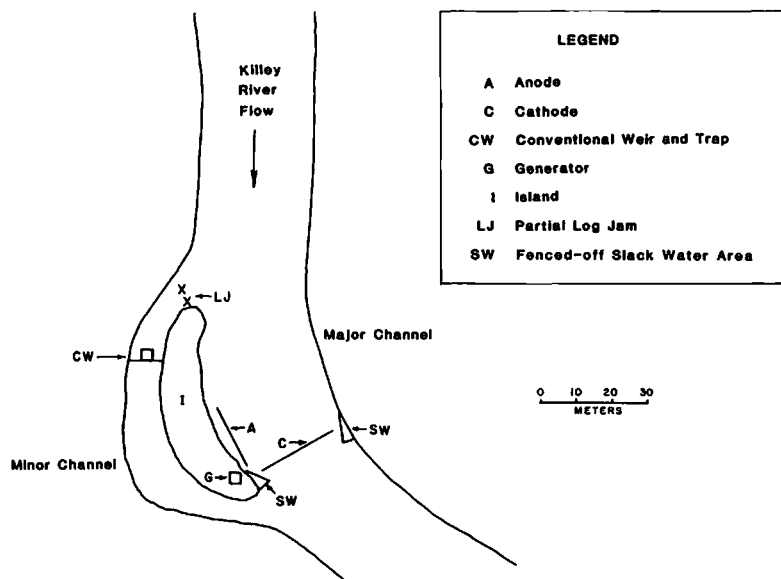 Killey
River
Flow
LJ
Major Channel
CW
I
A
C
SW
Minor Channel
G
SW
LEGEND
A Anode
C Cathode
CW Conventional Weir and Trap
G Generator
I Island
LJ Partial Log Jam
SW Fenced-off Slack Water Area
0 10 20 30
METERS